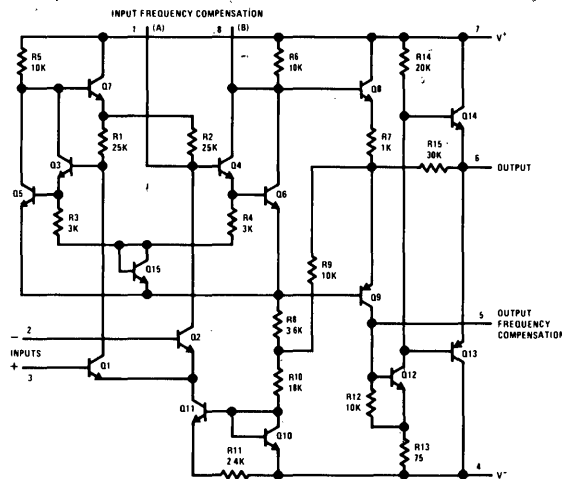 INPUT FREQUENCY COMPENSATION
1 (A) 8 (B) 7 V+
R5 10K
Q7
R6 10K
Q8
R14 20K
Q14
R1 25K
R2 25K
R7 1K
R15 30K
6 OUTPUT
Q3
Q4
Q5
Q6
R3 3K
R4 3K
R9 10K
Q15
Q9
5 OUTPUT FREQUENCY COMPENSATION
R8 3.6K
− 2
Q2
INPUTS
+ 3
Q1
R10 18K
Q12
Q13
R12 10K
Q11
Q10
R13 75
R11 2.4K
4 V−